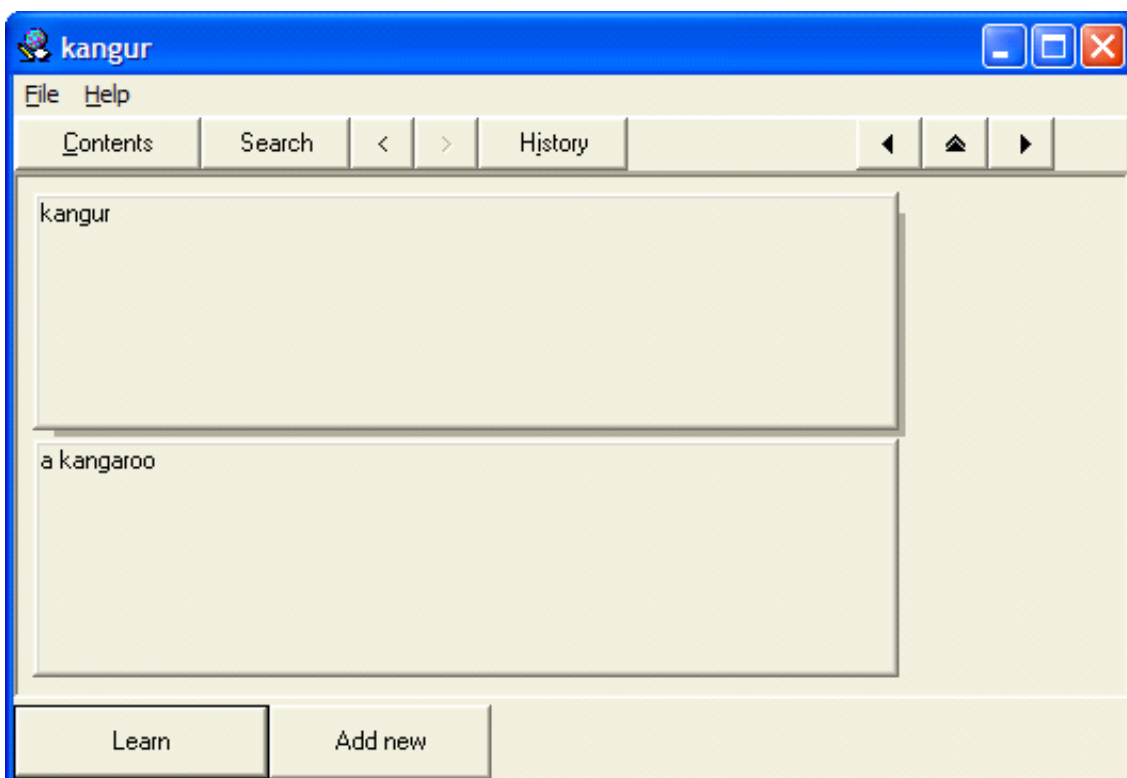 kangur
File Help
Contents Search < > History
kangur
a kangaroo
Learn Add new